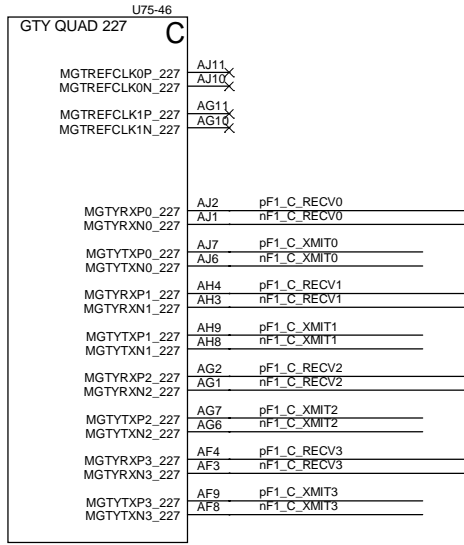 U75-46
GTY QUAD 227 C
MGTREFCLK0P_227 AJ11
MGTREFCLK0N_227 AJ10
MGTREFCLK1P_227 AG11
MGTREFCLK1N_227 AG10
MGTYRXP0_227 AJ2 pF1_C_RECV0
MGTYRXN0_227 AJ1 nF1_C_RECV0
MGTYTXP0_227 AJ7 pF1_C_XMIT0
MGTYTXN0_227 AJ6 nF1_C_XMIT0
MGTYRXP1_227 AH4 pF1_C_RECV1
MGTYRXN1_227 AH3 nF1_C_RECV1
MGTYTXP1_227 AH9 pF1_C_XMIT1
MGTYTXN1_227 AH8 nF1_C_XMIT1
MGTYRXP2_227 AG2 pF1_C_RECV2
MGTYRXN2_227 AG1 nF1_C_RECV2
MGTYTXP2_227 AG7 pF1_C_XMIT2
MGTYTXN2_227 AG6 nF1_C_XMIT2
MGTYRXP3_227 AF4 pF1_C_RECV3
MGTYRXN3_227 AF3 nF1_C_RECV3
MGTYTXP3_227 AF9 pF1_C_XMIT3
MGTYTXN3_227 AF8 nF1_C_XMIT3